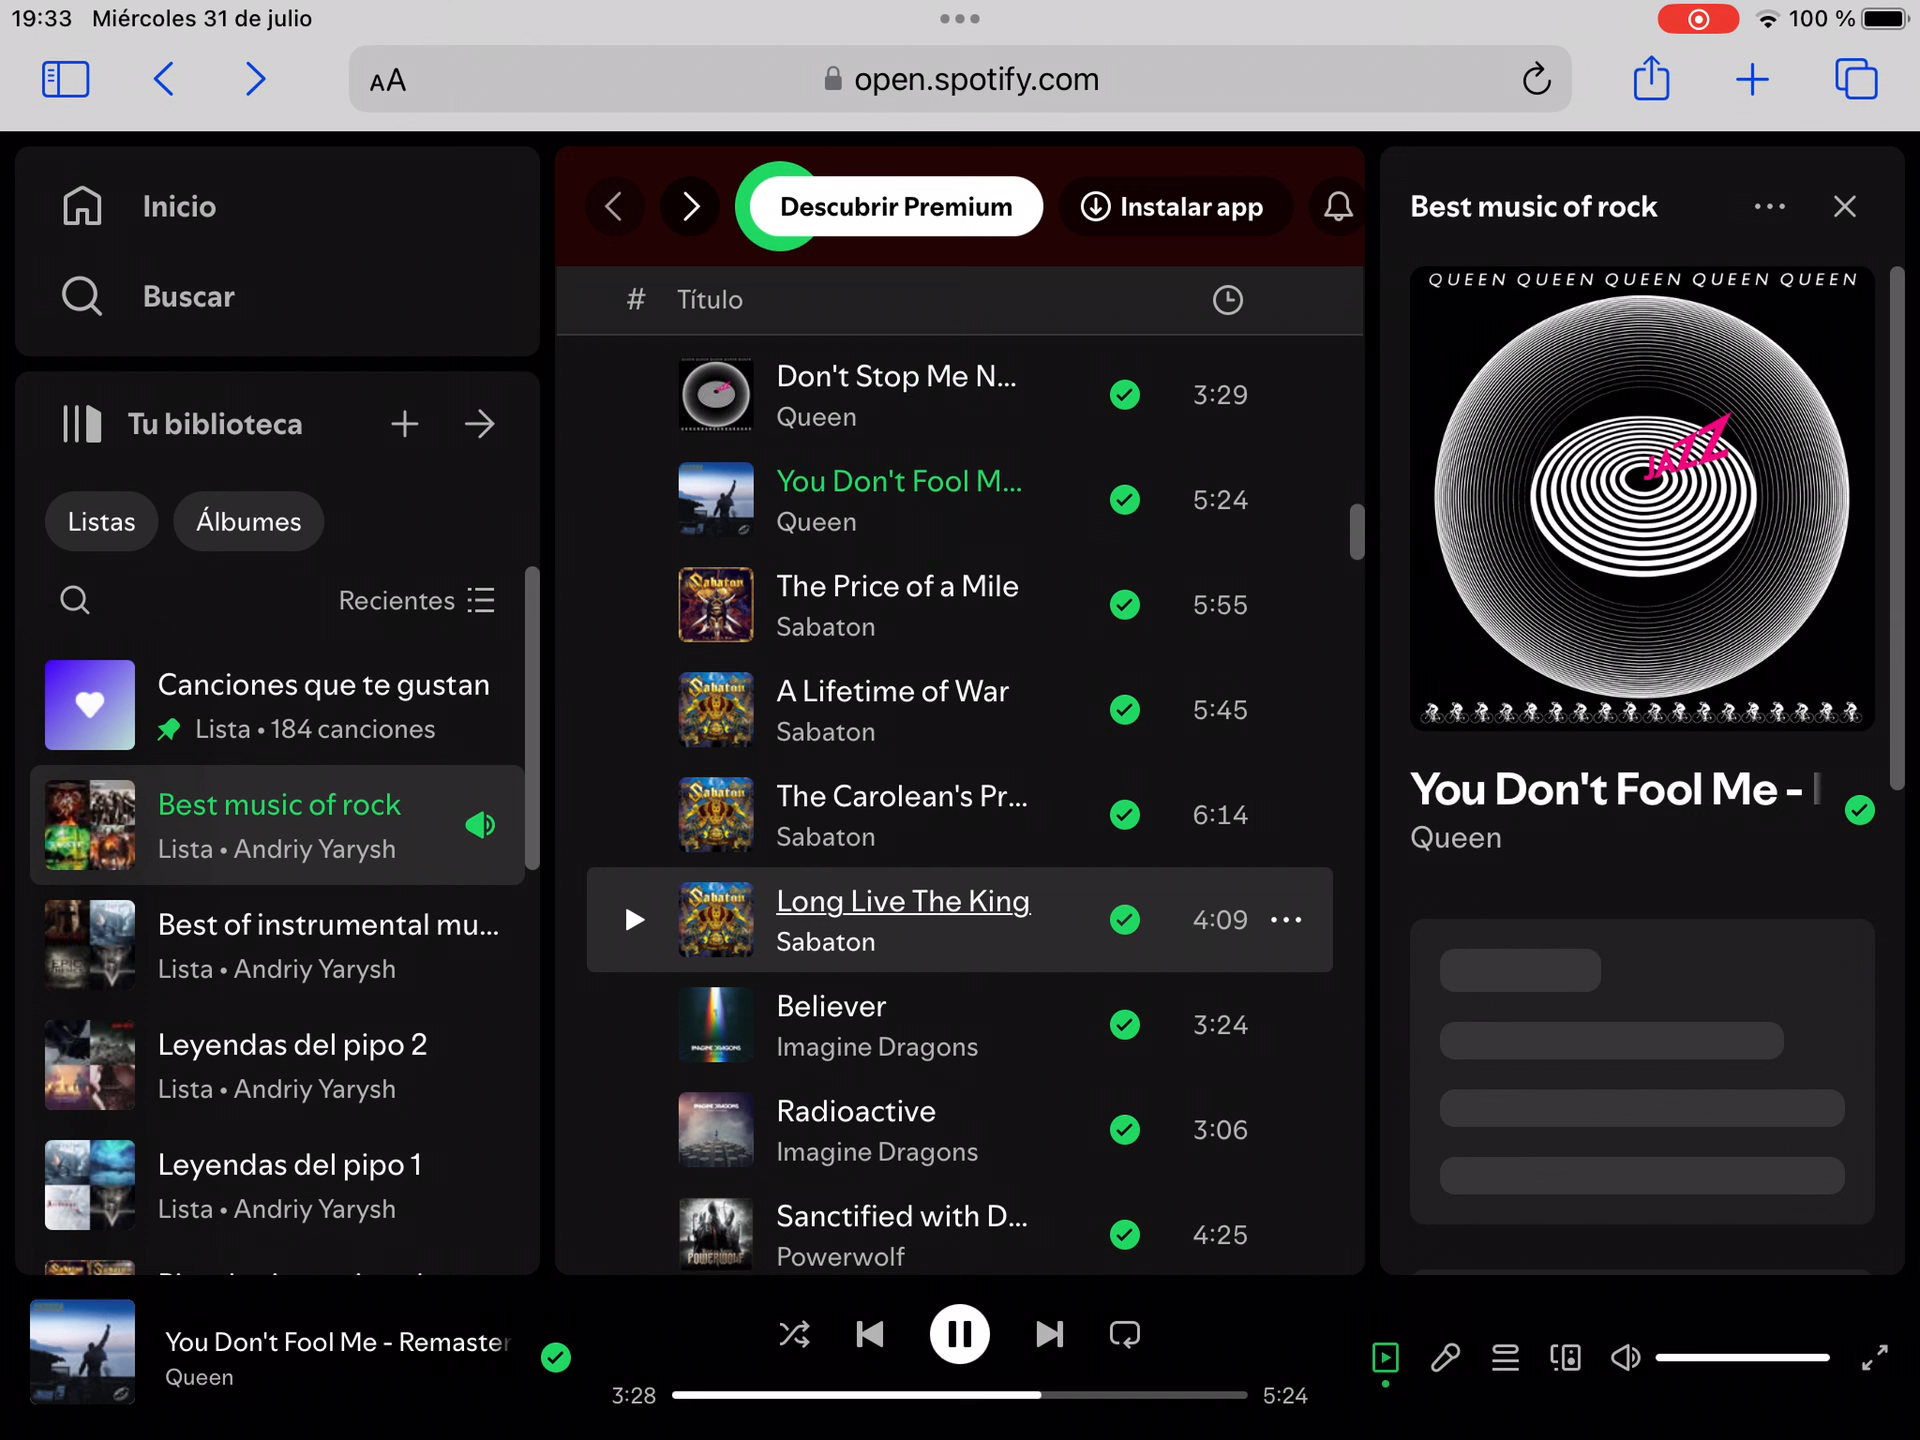 19:33 Miércoles 31 de julio
100 %
AA
open.spotify.com
Inicio
Buscar
Tu biblioteca
Listas
Álbumes
Recientes
Canciones que te gustan
Lista • 184 canciones
Best music of rock
Lista • Andriy Yarysh
Best of instrumental mu...
Lista • Andriy Yarysh
Leyendas del pipo 2
Lista • Andriy Yarysh
Leyendas del pipo 1
Lista • Andriy Yarysh
Descubrir Premium
Instalar app
# Título
Don't Stop Me N...
Queen
3:29
You Don't Fool M...
Queen
5:24
The Price of a Mile
Sabaton
5:55
A Lifetime of War
Sabaton
5:45
The Carolean's Pr...
Sabaton
6:14
Long Live The King
Sabaton
4:09
Believer
Imagine Dragons
3:24
Radioactive
Imagine Dragons
3:06
Sanctified with D...
Powerwolf
4:25
Best music of rock
QUEEN QUEEN QUEEN QUEEN QUEEN
JAZZ
You Don't Fool Me -
Queen
You Don't Fool Me - Remaster
Queen
3:28
5:24